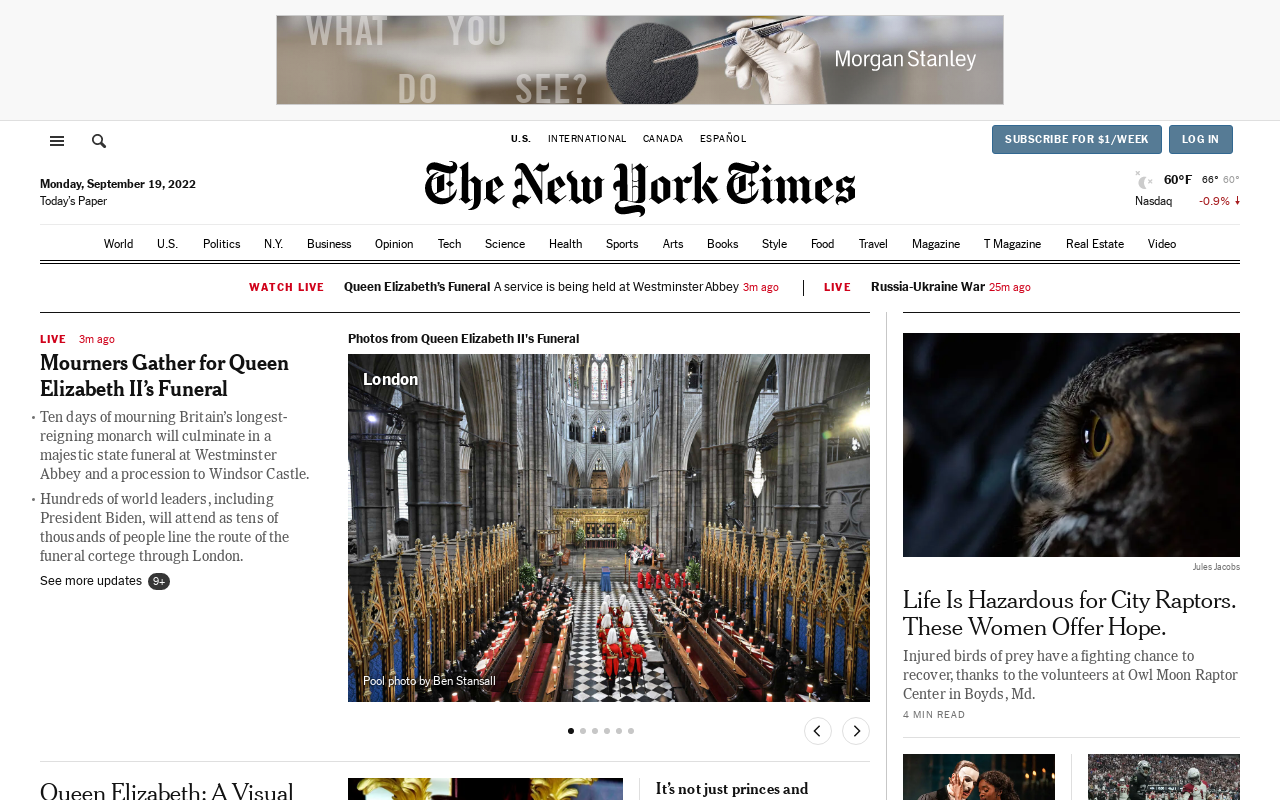 WHAT YOU
DO SEE?
Morgan Stanley
U.S. INTERNATIONAL CANADA ESPAÑOL
SUBSCRIBE FOR $1/WEEK
LOG IN
The New York Times
Monday, September 19, 2022
Today's Paper
60°F 66° 60°
Nasdaq -0.9%
World U.S. Politics N.Y. Business Opinion Tech Science Health Sports Arts Books Style Food Travel Magazine T Magazine Real Estate Video
WATCH LIVE Queen Elizabeth's Funeral A service is being held at Westminster Abbey 3m ago
LIVE Russia-Ukraine War 25m ago
LIVE 3m ago
Mourners Gather for Queen
Elizabeth II's Funeral
• Ten days of mourning Britain's longest-
reigning monarch will culminate in a
majestic state funeral at Westminster
Abbey and a procession to Windsor Castle.
• Hundreds of world leaders, including
President Biden, will attend as tens of
thousands of people line the route of the
funeral cortege through London.
See more updates 9+
Photos from Queen Elizabeth II's Funeral
London
Pool photo by Ben Stansall
Jules Jacobs
Life Is Hazardous for City Raptors.
These Women Offer Hope.
Injured birds of prey have a fighting chance to
recover, thanks to the volunteers at Owl Moon Raptor
Center in Boyds, Md.
4 MIN READ
Queen Elizabeth: A Visual
It's not just princes and